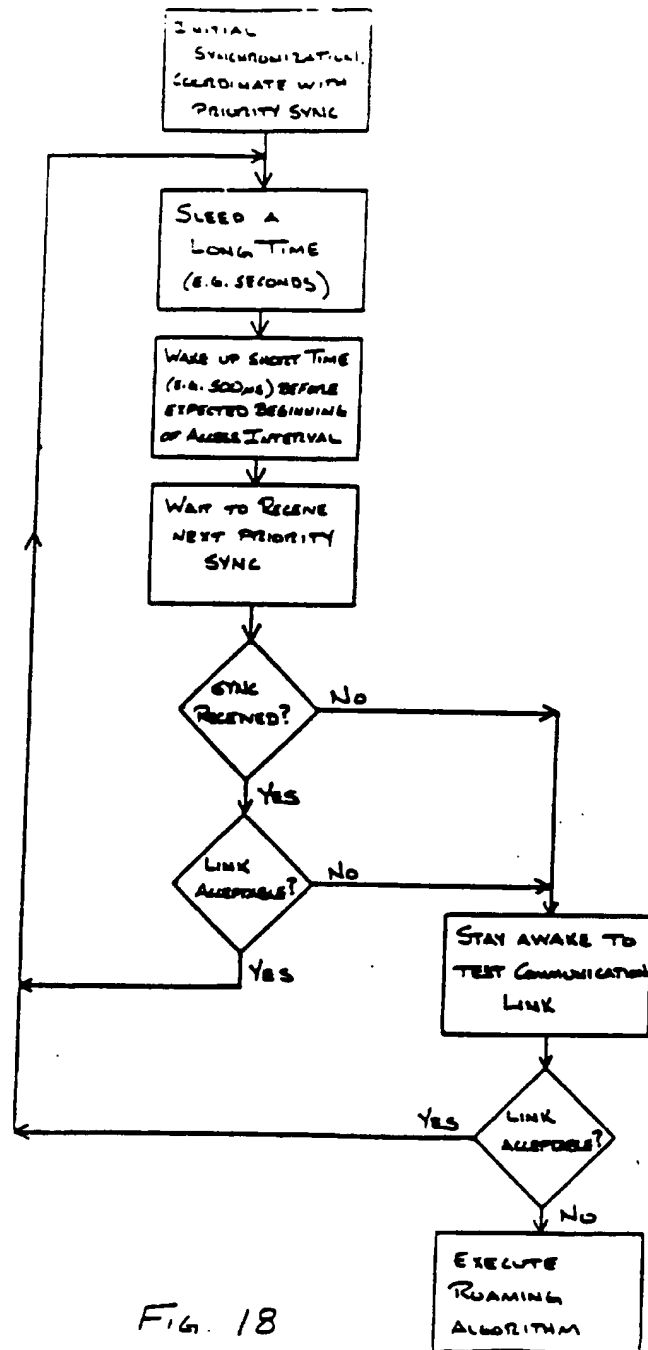 INITIAL
SYNCHRONIZATION,
COORDINATE WITH
PRIORITY SYNC
SLEEP A
LONG TIME
(E.G. SECONDS)
WAKE UP SHORT TIME
(E.G. 500μs) BEFORE
EXPECTED BEGINNING
OF ACCESS INTERVAL
WAIT TO RECEIVE
NEXT PRIORITY
SYNC
SYNC
RECEIVED?
NO
YES
LINK
ACCEPTABLE?
NO
YES
STAY AWAKE TO
TEST COMMUNICATION
LINK
YES
LINK
ACCEPTABLE?
NO
EXECUTE
ROAMING
ALGORITHM
FIG. 18